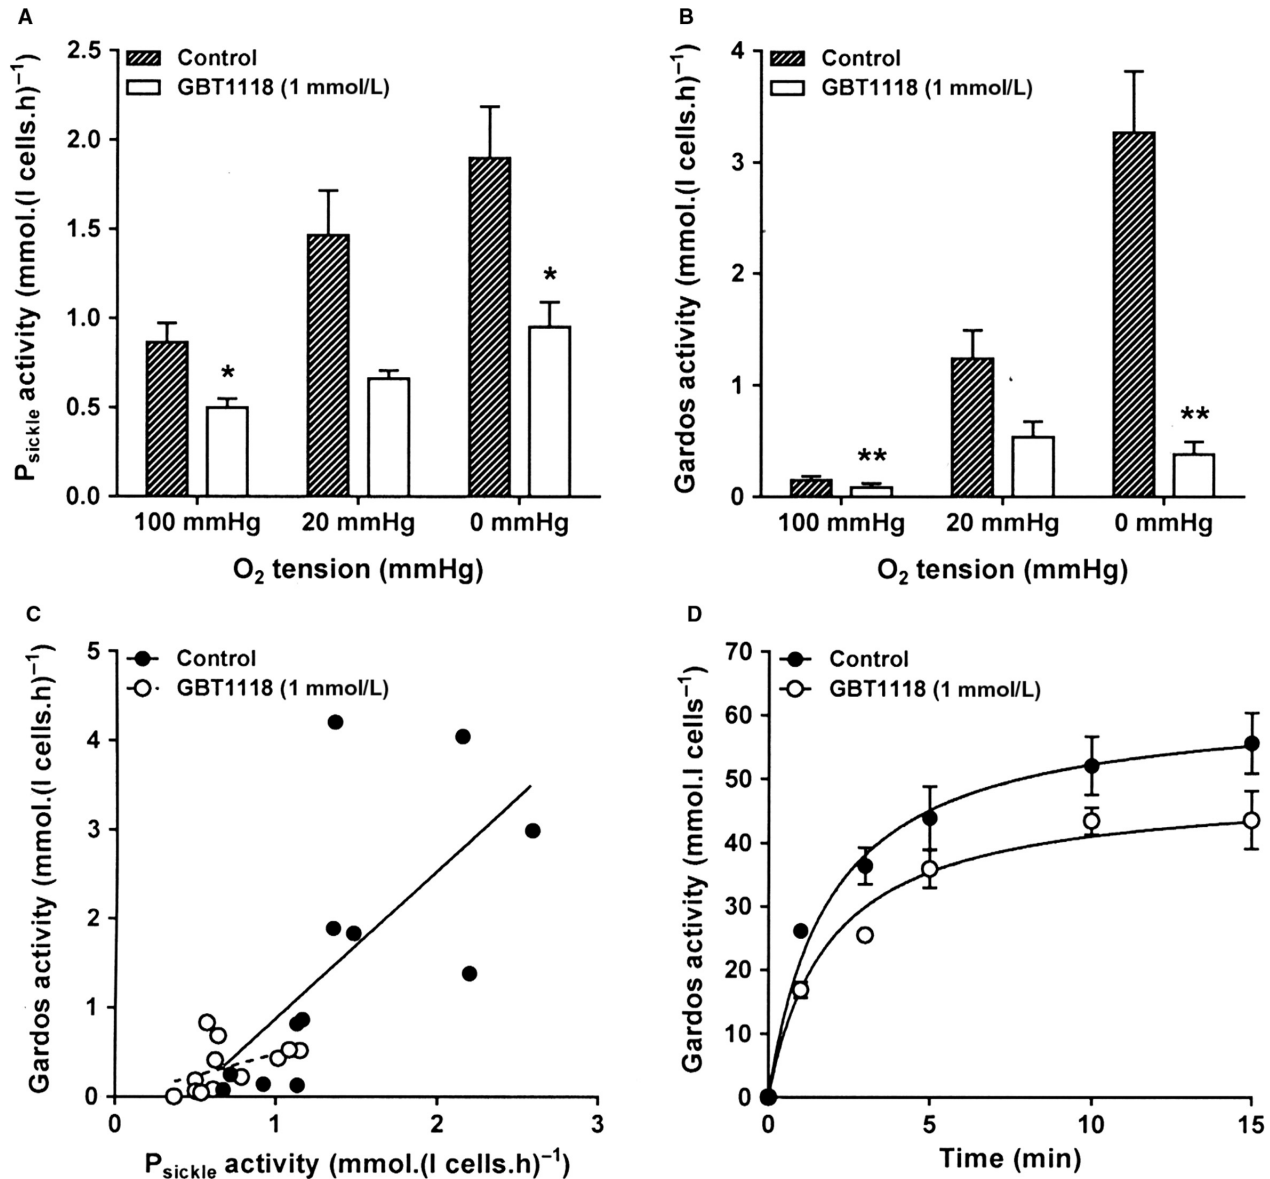 A
P_sickle activity (mmol.(l cells.h)⁻¹)
2.5
2.0
1.5
1.0
0.5
0.0
Control
GBT1118 (1 mmol/L)
*
*
100 mmHg 20 mmHg 0 mmHg
O₂ tension (mmHg)
B
Gardos activity (mmol.(l cells.h)⁻¹)
4
3
2
1
0
Control
GBT1118 (1 mmol/L)
**
**
100 mmHg 20 mmHg 0 mmHg
O₂ tension (mmHg)
C
Gardos activity (mmol.(l cells.h)⁻¹)
5
4
3
2
1
0
Control
GBT1118 (1 mmol/L)
0 1 2 3
P_sickle activity (mmol.(l cells.h)⁻¹)
D
Gardos activity (mmol.l cells⁻¹)
70
60
50
40
30
20
10
0
Control
GBT1118 (1 mmol/L)
0 5 10 15
Time (min)